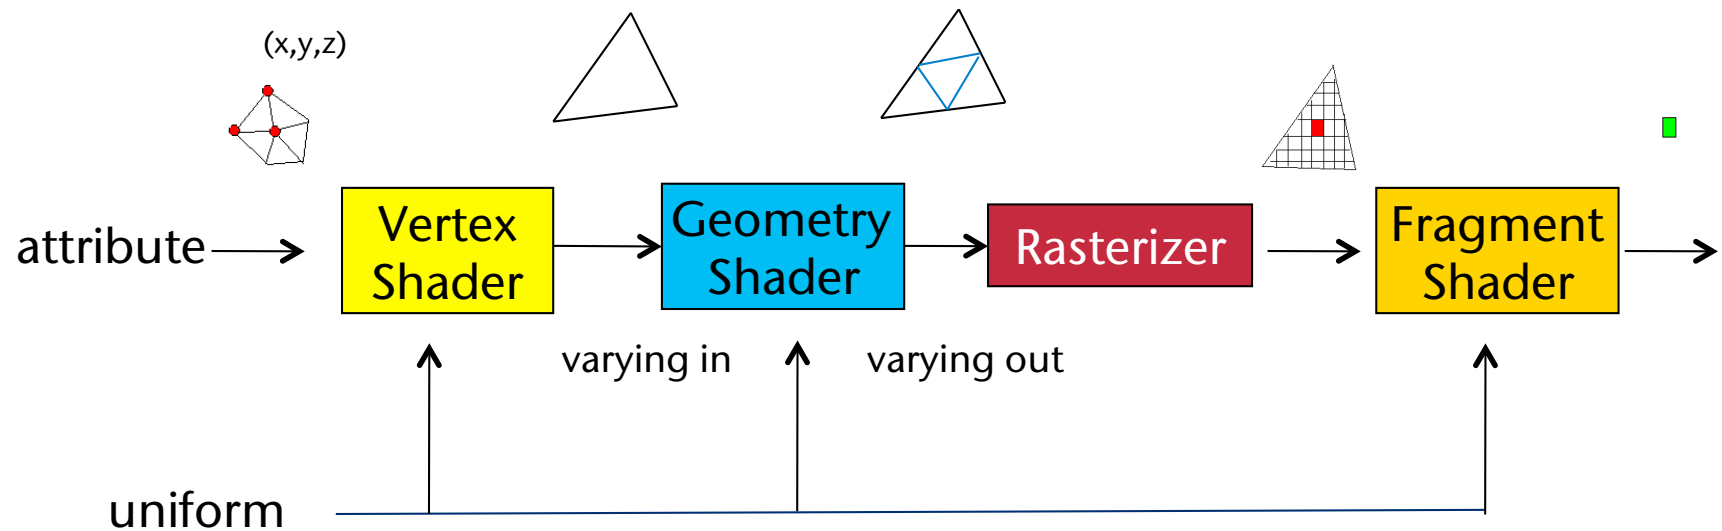 (x,y,z)
attribute
Vertex
Shader
Geometry
Shader
Rasterizer
Fragment
Shader
varying in
varying out
uniform